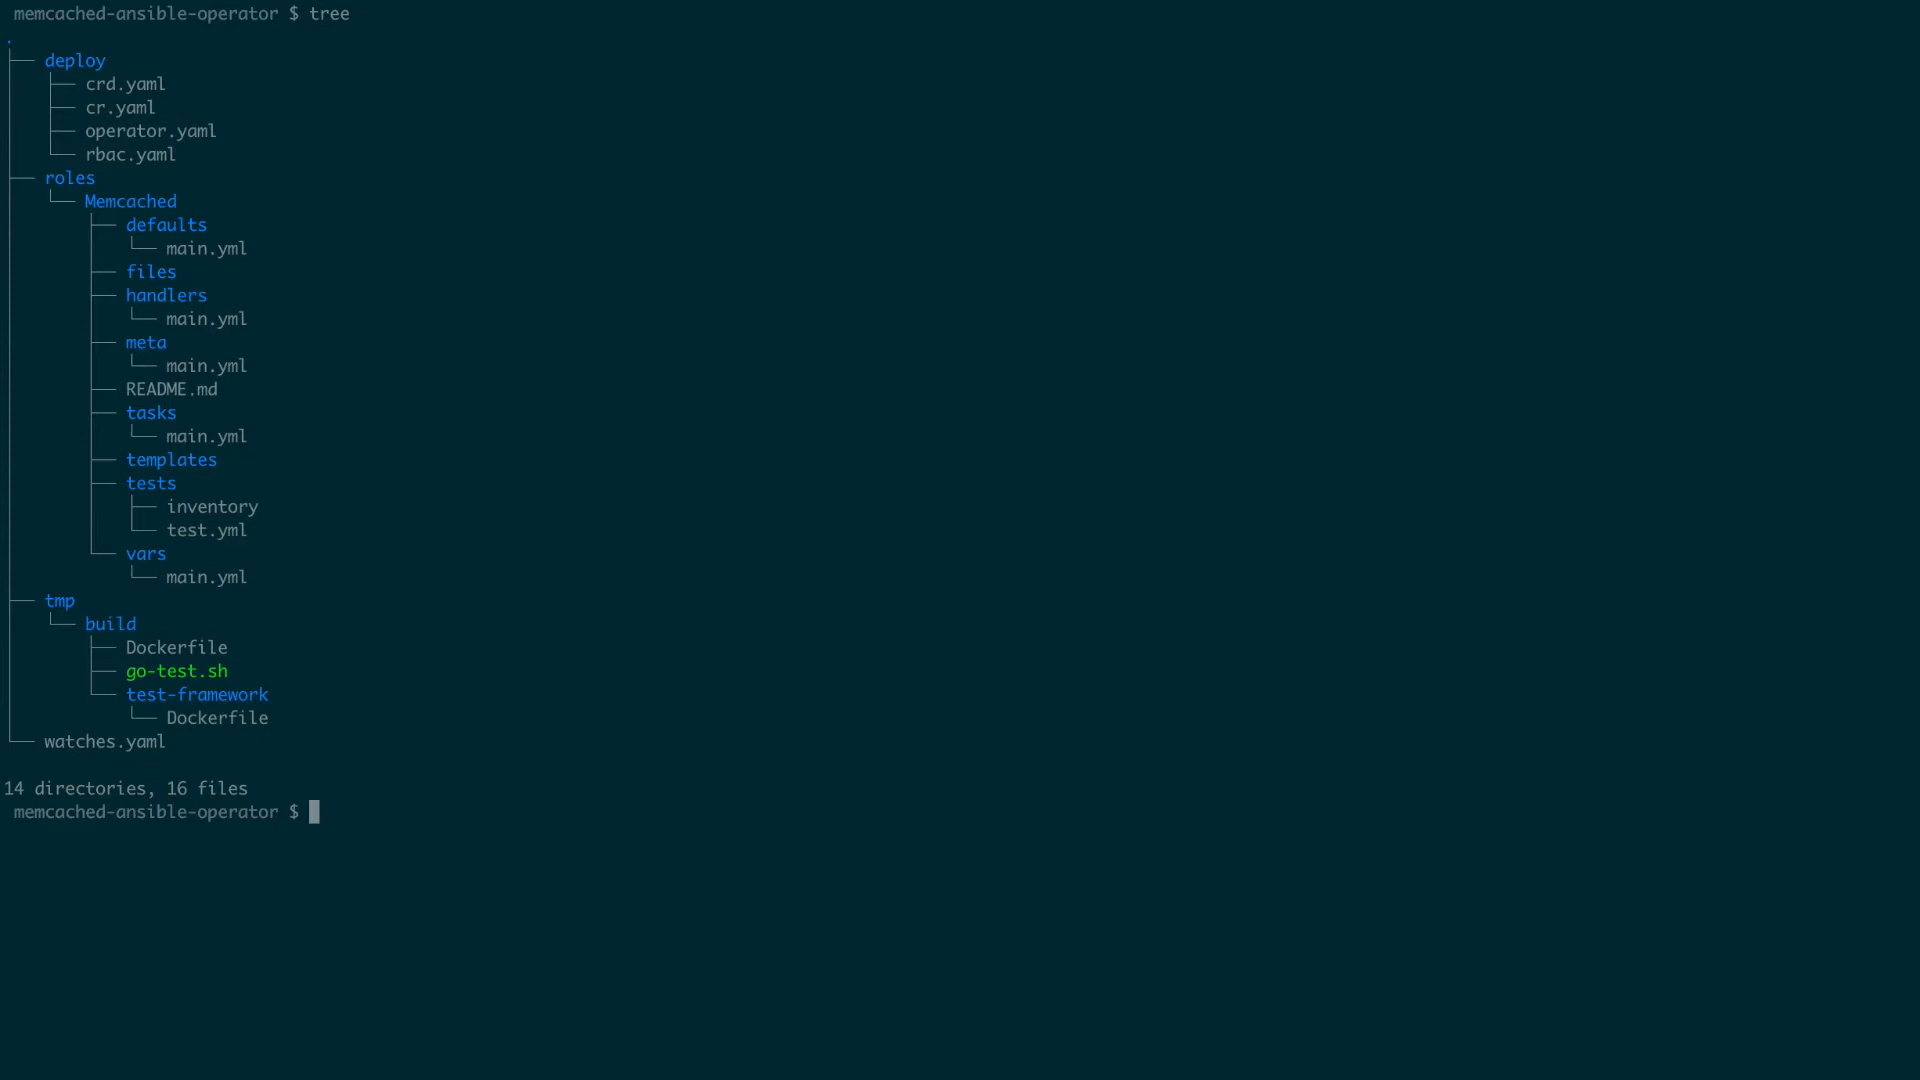 memcached-ansible-operator $ tree
.
├── deploy
│   ├── crd.yaml
│   ├── cr.yaml
│   ├── operator.yaml
│   └── rbac.yaml
├── roles
│   └── Memcached
│       ├── defaults
│       │   └── main.yml
│       ├── files
│       ├── handlers
│       │   └── main.yml
│       ├── meta
│       │   └── main.yml
│       ├── README.md
│       ├── tasks
│       │   └── main.yml
│       ├── templates
│       ├── tests
│       │   ├── inventory
│       │   └── test.yml
│       └── vars
│           └── main.yml
├── tmp
│   └── build
│       ├── Dockerfile
│       ├── go-test.sh
│       └── test-framework
│           └── Dockerfile
└── watches.yaml

14 directories, 16 files
memcached-ansible-operator $